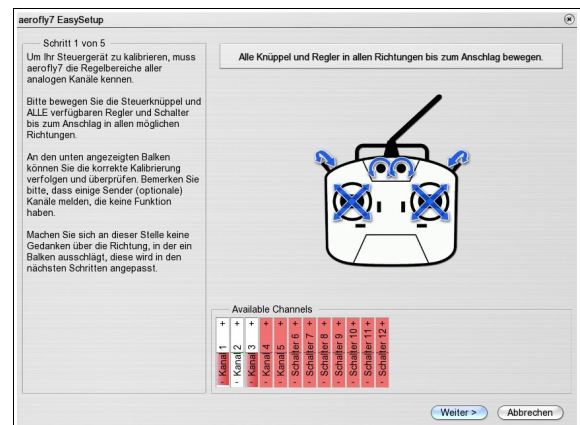 aerofly7 EasySetup
Schritt 1 von 5
Um Ihr Steuergerät zu kalibrieren, muss
aerofly7 die Regelbereiche aller
analogen Kanäle kennen.
Bitte bewegen Sie die Steuerknüppel und
ALLE verfügbaren Regler und Schalter
bis zum Anschlag in allen möglichen
Richtungen.
An den unten angezeigten Balken
können Sie die korrekte Kalibrierung
verfolgen und überprüfen. Bemerken Sie
bitte, dass einige Sender (optionale)
Kanäle melden, die keine Funktion
haben.
Machen Sie sich an dieser Stelle keine
Gedanken über die Richtung, in der ein
Balken ausschlägt, diese wird in den
nächsten Schritten angepasst.
Alle Knüppel und Regler in allen Richtungen bis zum Anschlag bewegen.
Available Channels
- Kanal 1 +
- Kanal 2 +
- Kanal 3 +
- Kanal 4 +
- Kanal 5 +
- Schalter 6 +
- Schalter 7 +
- Schalter 8 +
- Schalter 9 +
- Schalter 10 +
- Schalter 11 +
- Schalter 12 +
Weiter >
Abbrechen